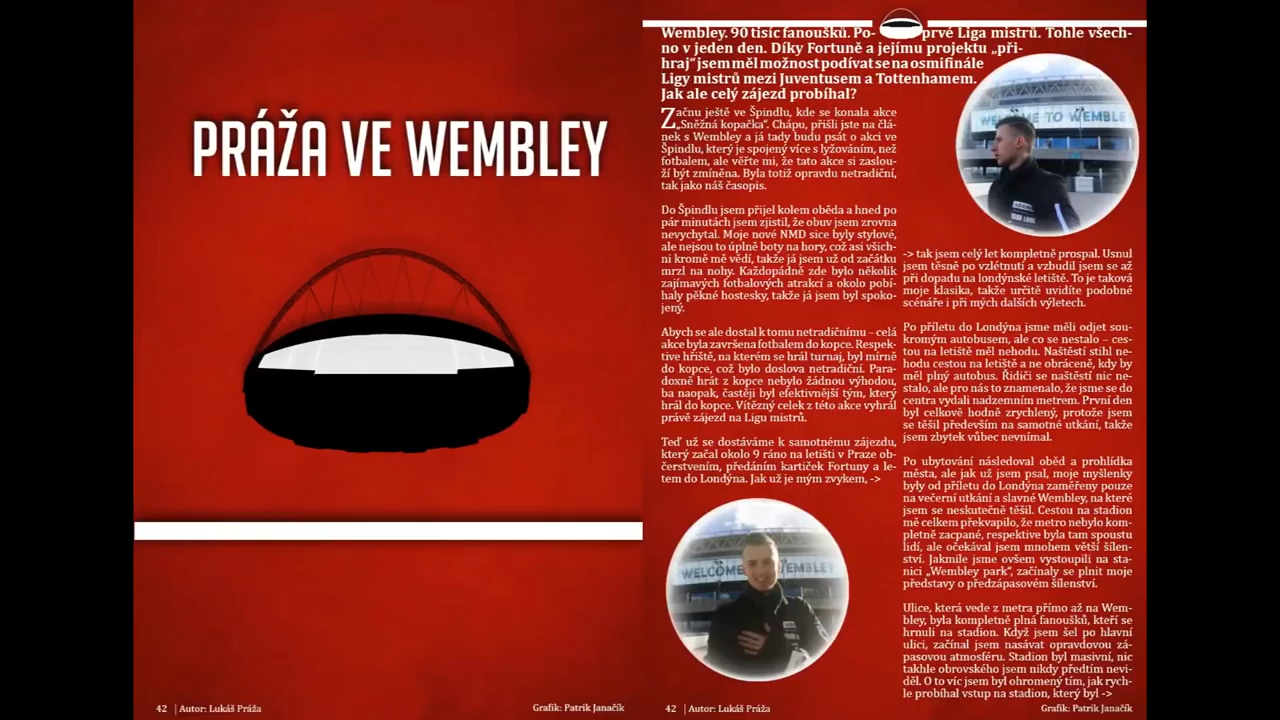 PRÁŽA VE WEMBLEY
42 | Autor: Lukáš Práža
Grafik: Patrik Janačík
Wembley. 90 tisíc fanoušků. Po- prvé Liga mistrů. Tohle všech-
no v jeden den. Díky Fortuně a jejímu projektu „při-
hraj“ jsem měl možnost podívat se na osmifinále
Ligy mistrů mezi Juventusem a Tottenhamem.
Jak ale celý zájezd probíhal?
Začnu ještě ve Špindlu, kde se konala akce
„Sněžná kopačka“. Chápu, přišli jste na člá-
nek s Wembley a já tady budu psát o akci ve
Špindlu, který je spojený více s lyžováním, než
fotbalem, ale věřte mi, že tato akce si zaslou-
ží být zmíněna. Byla totiž opravdu netradiční,
tak jako náš časopis.
Do Špindlu jsem přijel kolem oběda a hned po
pár minutách jsem zjistil, že obuv jsem zrovna
nevychytal. Moje nové NMD sice byly stylové,
ale nejsou to úplně boty na hory, což asi všich-
ni kromě mě vědí, takže já jsem už od začátku
mrzl na nohy. Každopádně zde bylo několik
zajímavých fotbalových atrakcí a okolo pobí-
haly pěkné hostesky, takže já jsem byl spoko-
jený.
Abych se ale dostal k tomu netradičnímu – celá
akce byla završena fotbalem do kopce. Respek-
tive hřiště, na kterém se hrál turnaj, byl mírně
do kopce, což bylo doslova netradiční. Para-
doxně hrát z kopce nebylo žádnou výhodou,
ba naopak, častěji byl efektivnější tým, který
hrál do kopce. Vítězný celek z této akce vyhrál
právě zájezd na Ligu mistrů.
Teď už se dostáváme k samotnému zájezdu,
který začal okolo 9 ráno na letišti v Praze ob-
čerstvením, předáním kartiček Fortuny a le-
tem do Londýna. Jak už je mým zvykem, ->
WELCOME WEMBLEY
42 | Autor: Lukáš Práža
WELCOME TO WEMBLE
-> tak jsem celý let kompletně prospal. Usnul
jsem těsně po vzlétnutí a vzbudil jsem se až
při dopadu na londýnské letiště. To je taková
moje klasika, takže určitě uvidíte podobné
scénáře i při mých dalších výletech.
Po příletu do Londýna jsme měli odjet sou-
kromým autobusem, ale co se nestalo – ces-
tou na letiště měl nehodu. Naštěstí stihl ne-
hodu cestou na letiště a ne obráceně, kdy by
měl plný autobus. Řidiči se naštěstí nic ne-
stalo, ale pro nás to znamenalo, že jsme se do
centra vydali nadzemním metrem. První den
byl celkově hodně zrychlený, protože jsem
se těšil především na samotné utkání, takže
jsem zbytek vůbec nevnímal.
Po ubytování následoval oběd a prohlídka
města, ale jak už jsem psal, moje myšlenky
byly od příletu do Londýna zaměřeny pouze
na večerní utkání a slavné Wembley, na které
jsem se neskutečně těšil. Cestou na stadion
mě celkem překvapilo, že metro nebylo kom-
pletně zacpané, respektive byla tam spoustu
lidí, ale očekával jsem mnohem větší šílen-
ství. Jakmile jsme ovšem vystoupili na sta-
nici „Wembley park“, začínaly se plnit moje
představy o předzápasovém šílenství.
Ulice, která vede z metra přímo až na Wem-
bley, byla kompletně plná fanoušků, kteří se
hrnuli na stadion. Když jsem šel po hlavní
ulici, začínal jsem nasávat opravdovou zá-
pasovou atmosféru. Stadion byl masivní, nic
takhle obrovského jsem nikdy předtím nevi-
děl. O to víc jsem byl ohromený tím, jak rych-
le probíhal vstup na stadion, který byl ->
Grafik: Patrik Janačík